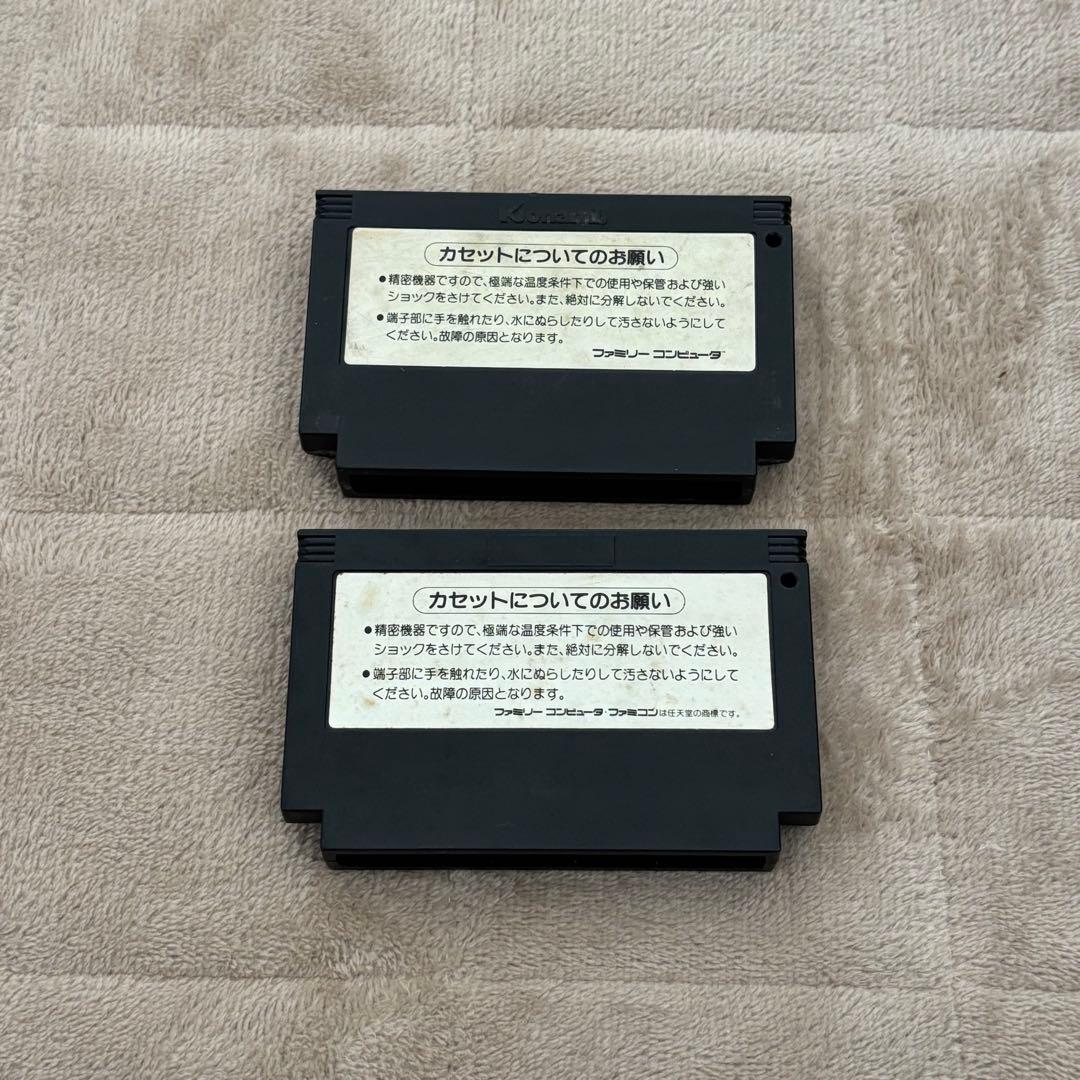 Konami
カセットについてのお願い
●精密機器ですので、極端な温度条件下での使用や保管および強い
ショックをさけてください。また、絶対に分解しないでください。
●端子部に手を触れたり、水にぬらしたりして汚さないようにして
ください。故障の原因となります。
ファミリー コンピュータ™
カセットについてのお願い
●精密機器ですので、極端な温度条件下での使用や保管および強い
ショックをさけてください。また、絶対に分解しないでください。
●端子部に手を触れたり、水にぬらしたりして汚さないようにして
ください。故障の原因となります。
ファミリー コンピュータ・ファミコンは任天堂の商標です。